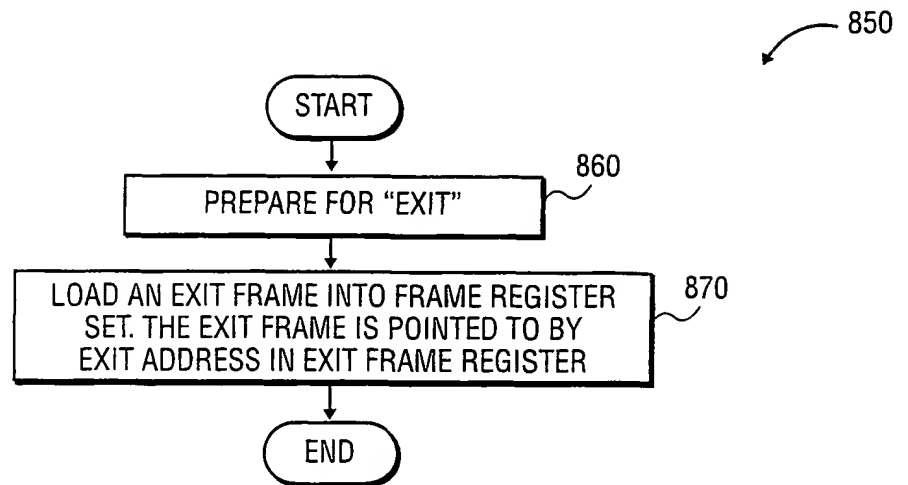 850
START
860
PREPARE FOR “EXIT”
870
LOAD AN EXIT FRAME INTO FRAME REGISTER
SET. THE EXIT FRAME IS POINTED TO BY
EXIT ADDRESS IN EXIT FRAME REGISTER
END